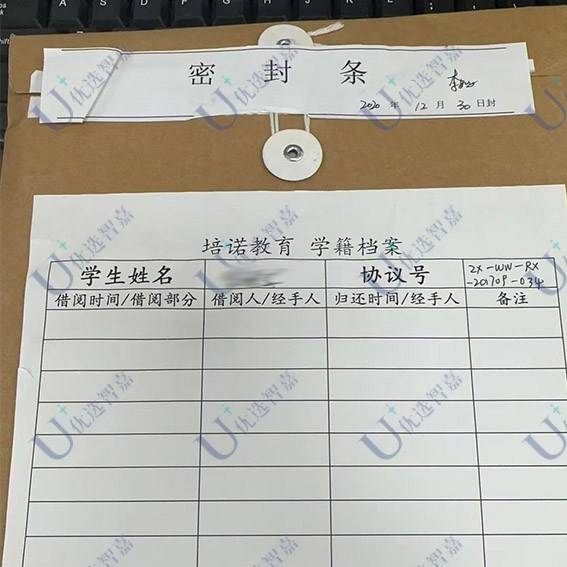 密 封 条
2020 年 12 月 30 日封
培诺教育 学籍档案
学生姓名 协议号 ZX-WW-RX
-201709-034
借阅时间/借阅部分 借阅人/经手人 归还时间/经手人 备注
U+优选智嘉